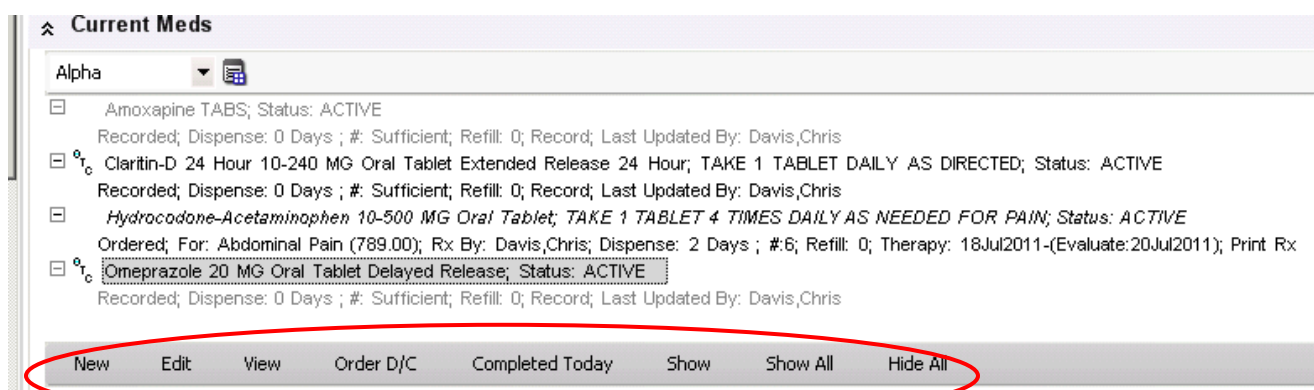 Current Meds
Alpha
Amoxapine TABS; Status: ACTIVE
Recorded; Dispense: 0 Days ; #: Sufficient; Refill: 0; Record; Last Updated By: Davis,Chris
OTC Claritin-D 24 Hour 10-240 MG Oral Tablet Extended Release 24 Hour; TAKE 1 TABLET DAILY AS DIRECTED; Status: ACTIVE
Recorded; Dispense: 0 Days ; #: Sufficient; Refill: 0; Record; Last Updated By: Davis,Chris
Hydrocodone-Acetaminophen 10-500 MG Oral Tablet; TAKE 1 TABLET 4 TIMES DAILY AS NEEDED FOR PAIN; Status: ACTIVE
Ordered; For: Abdominal Pain (789.00); Rx By: Davis,Chris; Dispense: 2 Days ; #:6; Refill: 0; Therapy: 18Jul2011-(Evaluate:20Jul2011); Print Rx
OTC Omeprazole 20 MG Oral Tablet Delayed Release; Status: ACTIVE
Recorded; Dispense: 0 Days ; #: Sufficient; Refill: 0; Record; Last Updated By: Davis,Chris
New Edit View Order D/C Completed Today Show Show All Hide All